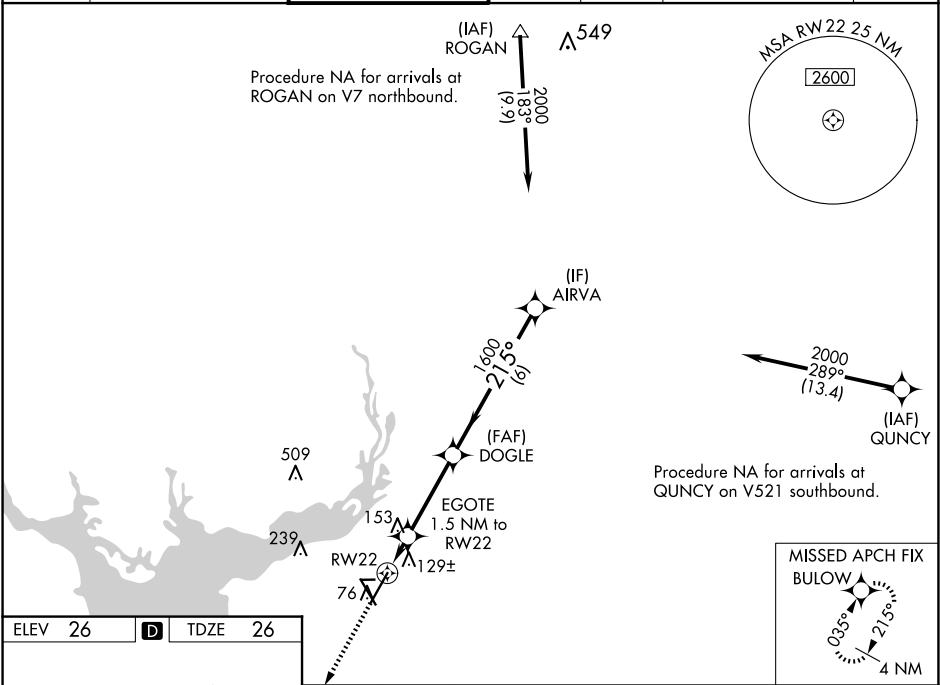 (IAF)
ROGAN
549
MSA RW22 25 NM
2600
Procedure NA for arrivals at
ROGAN on V7 northbound.
2000
183°
(9.9)
(IF)
AIRVA
1600
215°
(6)
2000
289°
(13.4)
(IAF)
QUNCY
(FAF)
DOGLE
509
Procedure NA for arrivals at
QUNCY on V521 southbound.
EGOTE
1.5 NM to
RW22
153
239
RW22
129±
76
MISSED APCH FIX
BULOW
035°
215°
4 NM
ELEV 26 D TDZE 26